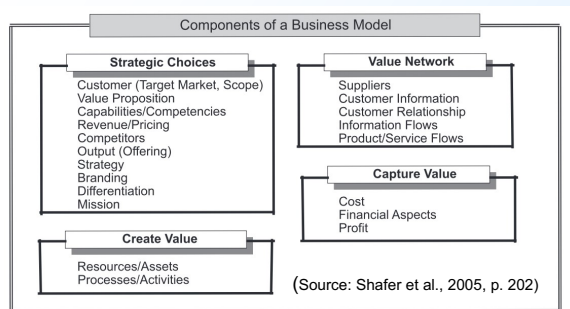 Components of a Business Model
Strategic Choices
Customer (Target Market, Scope)
Value Proposition
Capabilities/Competencies
Revenue/Pricing
Competitors
Output (Offering)
Strategy
Branding
Differentiation
Mission
Create Value
Resources/Assets
Processes/Activities
Value Network
Suppliers
Customer Information
Customer Relationship
Information Flows
Product/Service Flows
Capture Value
Cost
Financial Aspects
Profit
(Source: Shafer et al., 2005, p. 202)